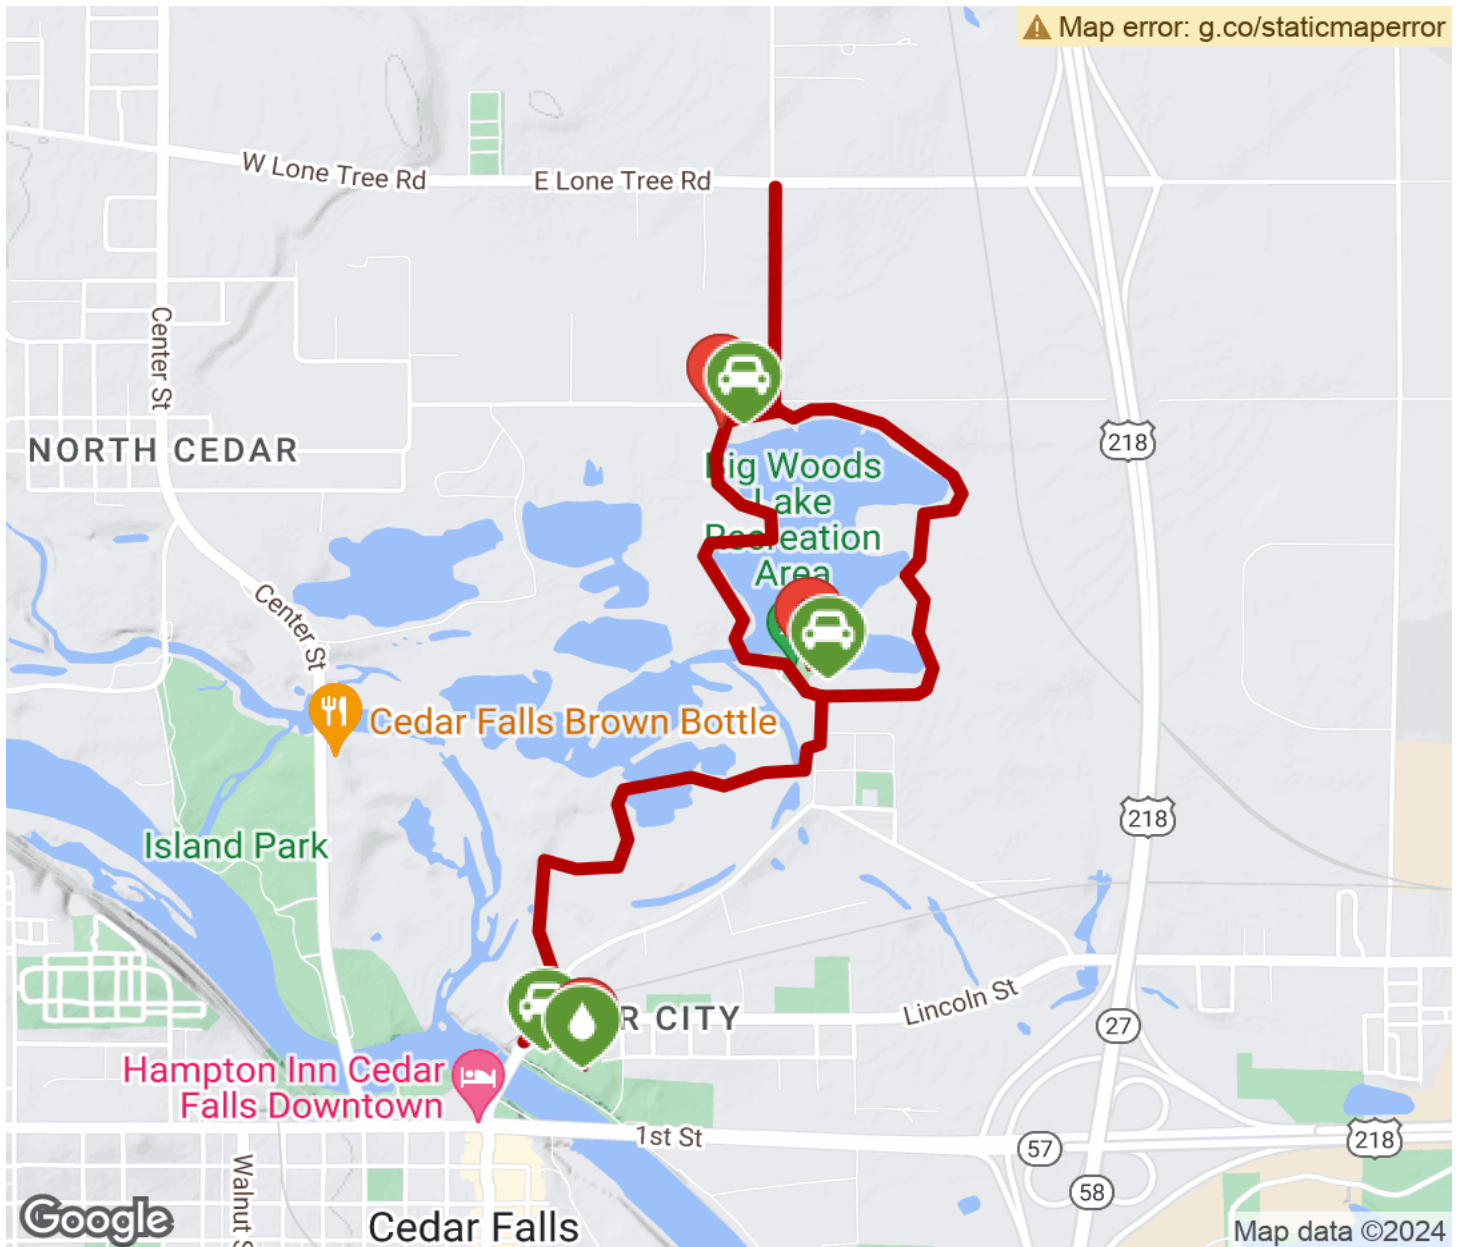 Map error: g.co/staticmaperror
W Lone Tree Rd
E Lone Tree Rd
Center St
NORTH CEDAR
218
Big Woods
Lake
Recreation
Area
Center St
Cedar Falls Brown Bottle
218
Island Park
Lincoln St
R CITY
27
Hampton Inn Cedar
Falls Downtown
1st St
57
218
Walnut S
58
Google
Cedar Falls
Map data ©2024